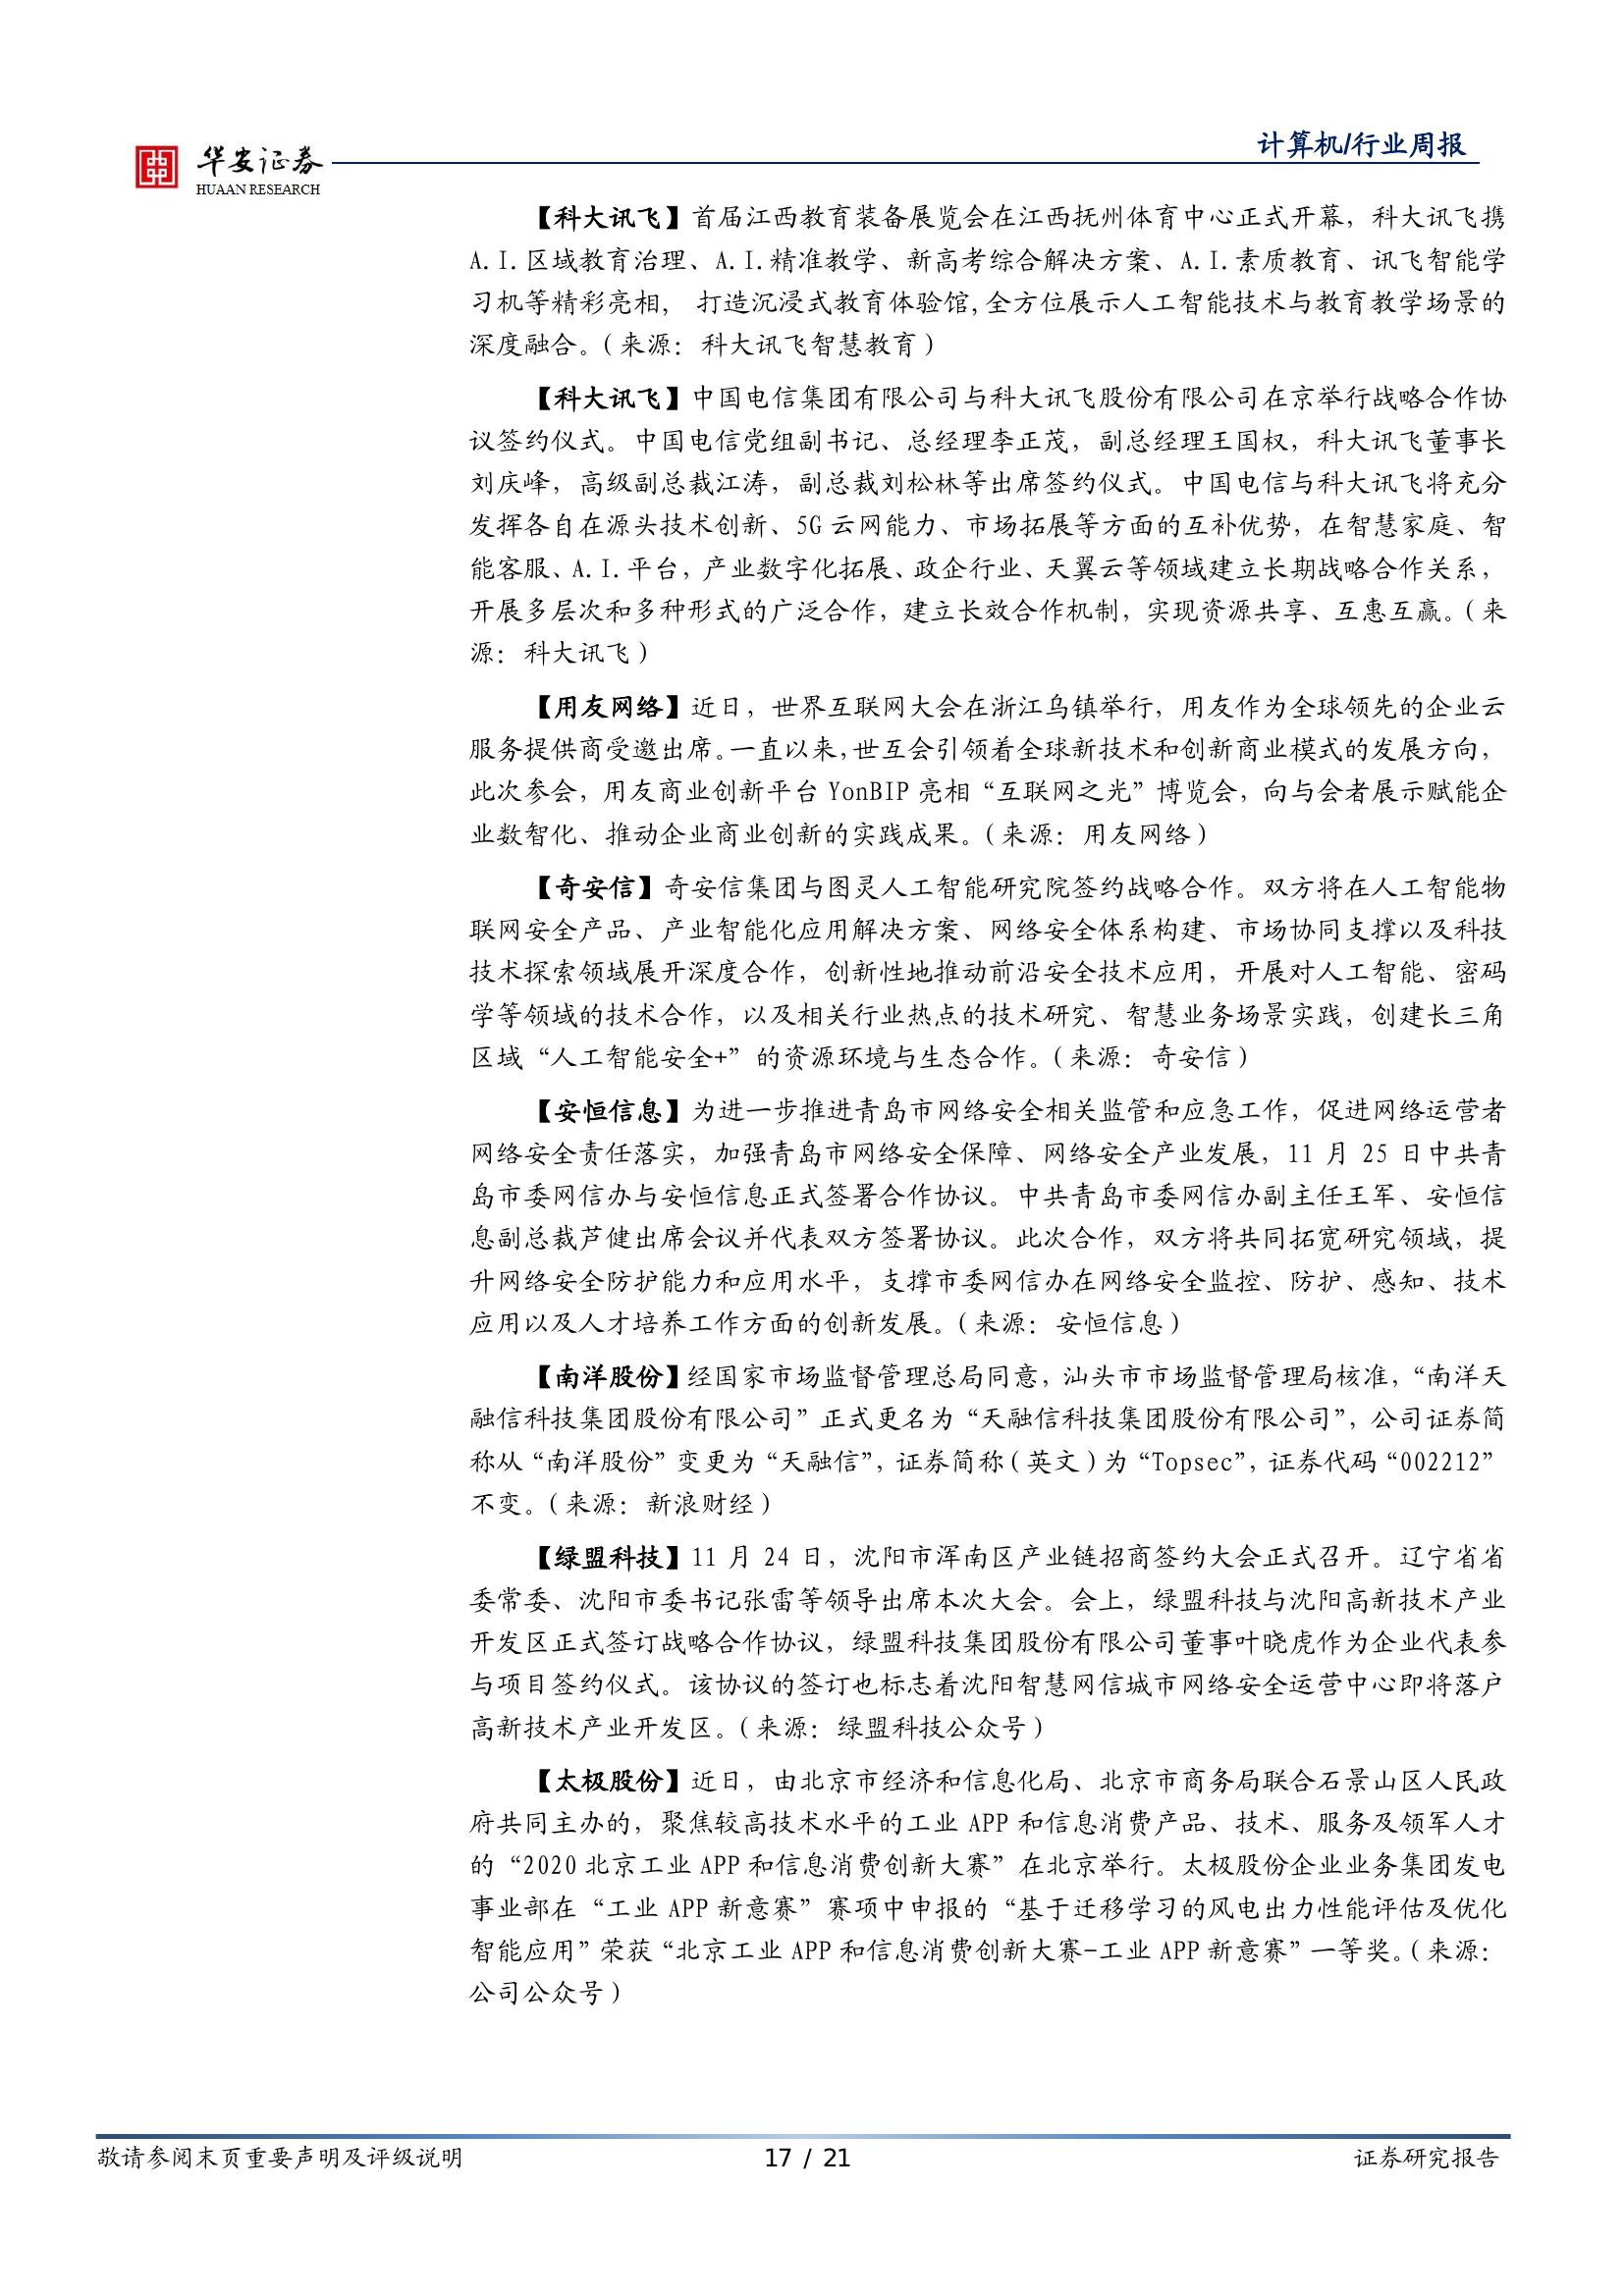 华安证券
HUAAN RESEARCH
计算机/行业周报
【科大讯飞】首届江西教育装备展览会在江西抚州体育中心正式开幕，科大讯飞携
A.I.区域教育治理、A.I.精准教学、新高考综合解决方案、A.I.素质教育、讯飞智能学
习机等精彩亮相， 打造沉浸式教育体验馆,全方位展示人工智能技术与教育教学场景的
深度融合。（来源：科大讯飞智慧教育）
【科大讯飞】中国电信集团有限公司与科大讯飞股份有限公司在京举行战略合作协
议签约仪式。中国电信党组副书记、总经理李正茂，副总经理王国权，科大讯飞董事长
刘庆峰，高级副总裁江涛，副总裁刘松林等出席签约仪式。中国电信与科大讯飞将充分
发挥各自在源头技术创新、5G 云网能力、市场拓展等方面的互补优势，在智慧家庭、智
能客服、A.I.平台，产业数字化拓展、政企行业、天翼云等领域建立长期战略合作关系，
开展多层次和多种形式的广泛合作，建立长效合作机制，实现资源共享、互惠互赢。（来
源：科大讯飞）
【用友网络】近日，世界互联网大会在浙江乌镇举行，用友作为全球领先的企业云
服务提供商受邀出席。一直以来，世互会引领着全球新技术和创新商业模式的发展方向，
此次参会，用友商业创新平台 YonBIP 亮相“互联网之光”博览会，向与会者展示赋能企
业数智化、推动企业商业创新的实践成果。（来源：用友网络）
【奇安信】奇安信集团与图灵人工智能研究院签约战略合作。双方将在人工智能物
联网安全产品、产业智能化应用解决方案、网络安全体系构建、市场协同支撑以及科技
技术探索领域展开深度合作，创新性地推动前沿安全技术应用，开展对人工智能、密码
学等领域的技术合作，以及相关行业热点的技术研究、智慧业务场景实践，创建长三角
区域“人工智能安全+”的资源环境与生态合作。（来源：奇安信）
【安恒信息】为进一步推进青岛市网络安全相关监管和应急工作，促进网络运营者
网络安全责任落实，加强青岛市网络安全保障、网络安全产业发展，11 月 25 日中共青
岛市委网信办与安恒信息正式签署合作协议。中共青岛市委网信办副主任王军、安恒信
息副总裁芦健出席会议并代表双方签署协议。此次合作，双方将共同拓宽研究领域，提
升网络安全防护能力和应用水平，支撑市委网信办在网络安全监控、防护、感知、技术
应用以及人才培养工作方面的创新发展。（来源：安恒信息）
【南洋股份】经国家市场监督管理总局同意，汕头市市场监督管理局核准，“南洋天
融信科技集团股份有限公司”正式更名为“天融信科技集团股份有限公司”，公司证券简
称从“南洋股份”变更为“天融信”，证券简称（英文）为“Topsec”，证券代码“002212”
不变。（来源：新浪财经）
【绿盟科技】11 月 24 日，沈阳市浑南区产业链招商签约大会正式召开。辽宁省省
委常委、沈阳市委书记张雷等领导出席本次大会。会上，绿盟科技与沈阳高新技术产业
开发区正式签订战略合作协议，绿盟科技集团股份有限公司董事叶晓虎作为企业代表参
与项目签约仪式。该协议的签订也标志着沈阳智慧网信城市网络安全运营中心即将落户
高新技术产业开发区。（来源：绿盟科技公众号）
【太极股份】近日，由北京市经济和信息化局、北京市商务局联合石景山区人民政
府共同主办的，聚焦较高技术水平的工业 APP 和信息消费产品、技术、服务及领军人才
的“2020 北京工业 APP 和信息消费创新大赛”在北京举行。太极股份企业业务集团发电
事业部在“工业 APP 新意赛”赛项中申报的“基于迁移学习的风电出力性能评估及优化
智能应用”荣获“北京工业 APP 和信息消费创新大赛-工业 APP 新意赛”一等奖。（来源：
公司公众号）
敬请参阅末页重要声明及评级说明
17 / 21
证券研究报告